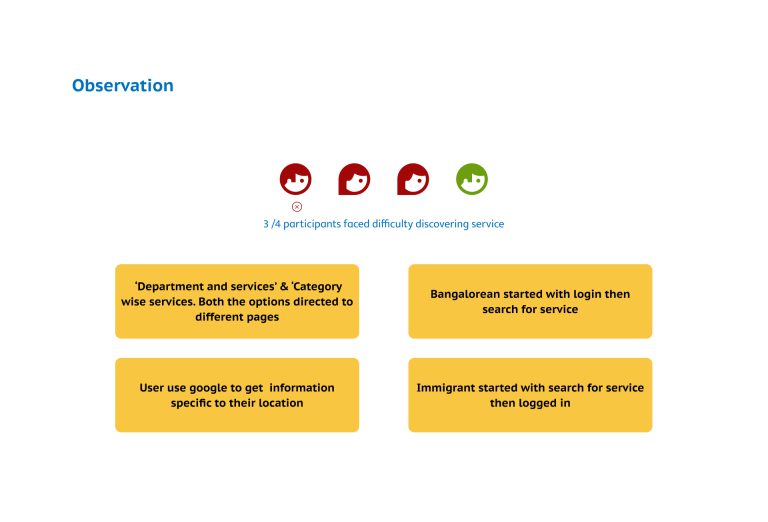 Observation
3 /4 participants faced difficulty discovering service
‘Department and services’ & ‘Category
wise services. Both the options directed to
different pages
Bangalorean started with login then
search for service
User use google to get  information
specific to their location
Immigrant started with search for service
then logged in